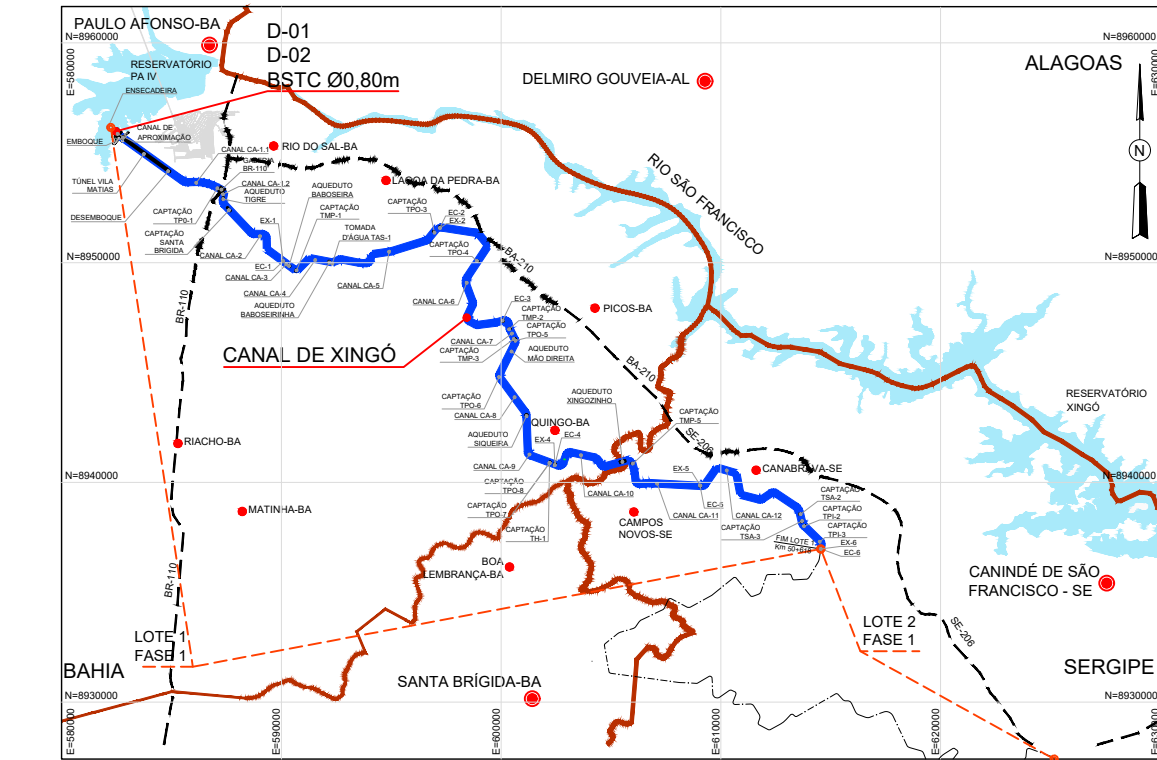 PAULO AFONSO-BA
D-01
D-02
BSTC Ø0,80m
N=8960000
N=8960000
E=580000
E=630000
RESERVATÓRIO
PA IV
ENSECADEIRA
DELMIRO GOUVEIA-AL
ALAGOAS
N
EMBOQUE
CANAL DE
APROXIMAÇÃO
RIO DO SAL-BA
CANAL CA-1.1
GALERIA
BR-110
LAGOA DA PEDRA-BA
RIO SÃO FRANCISCO
TÚNEL VILA
MATIAS
CANAL CA-1.2
AQUEDUTO
TIGRE
AQUEDUTO
BABOSEIRA
DESEMBOQUE
CAPTAÇÃO
TPO-1
CAPTAÇÃO
TMP-1
CAPTAÇÃO
TPO-3
EC-2
EX-2
EX-1
TOMADA
D'ÁGUA TAS-1
CAPTAÇÃO
SANTA
BRIGIDA
CANAL CA-2
CAPTAÇÃO
TPO-4
BA-210
N=8950000
N=8950000
EC-1
CANAL CA-3
CANAL CA-4
CANAL CA-5
AQUEDUTO
BABOSEIRINHA
CANAL CA-6
EC-3
CAPTAÇÃO
TMP-2
CAPTAÇÃO
TPO-5
PICOS-BA
BR-110
CANAL CA-7
CAPTAÇÃO
TMP-3
AQUEDUTO
MÃO DIREITA
CANAL DE XINGÓ
BA-210
CAPTAÇÃO
TPO-6
CANAL CA-8
AQUEDUTO
XINGOZINHO
CAPTAÇÃO
TMP-5
RESERVATÓRIO
XINGÓ
QUINGO-BA
SE-206
AQUEDUTO
SIQUEIRA
EX-4
EC-4
RIACHO-BA
CANAL CA-9
EX-5
CANABRAVA-SE
N=8940000
N=8940000
CAPTAÇÃO
TPO-8
CANAL CA-10
CAPTAÇÃO
TSA-2
MATINHA-BA
CAPTAÇÃO
TPO-7
EC-5
CANAL CA-11
CANAL CA-12
CAPTAÇÃO
TPI-2
CAPTAÇÃO
TH-1
CAMPOS
NOVOS-SE
CAPTAÇÃO
TSA-3
CAPTAÇÃO
TPI-3
FIM LOTE 1
Km 50+618
EX-6
EC-6
BOA
LEMBRANÇA-BA
CANINDÉ DE SÃO
FRANCISCO - SE
BR-110
LOTE 1
FASE 1
LOTE 2
FASE 1
SE-206
BAHIA
SERGIPE
SANTA BRÍGIDA-BA
N=8930000
N=8930000
E=580000
E=590000
E=600000
E=610000
E=620000
E=630000